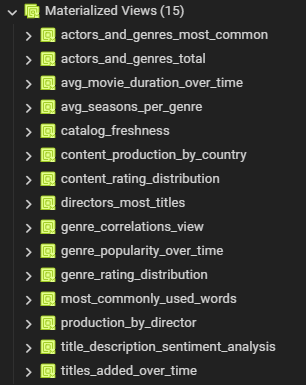 Materialized Views (15)
actors_and_genres_most_common
actors_and_genres_total
avg_movie_duration_over_time
avg_seasons_per_genre
catalog_freshness
content_production_by_country
content_rating_distribution
directors_most_titles
genre_correlations_view
genre_popularity_over_time
genre_rating_distribution
most_commonly_used_words
production_by_director
title_description_sentiment_analysis
titles_added_over_time